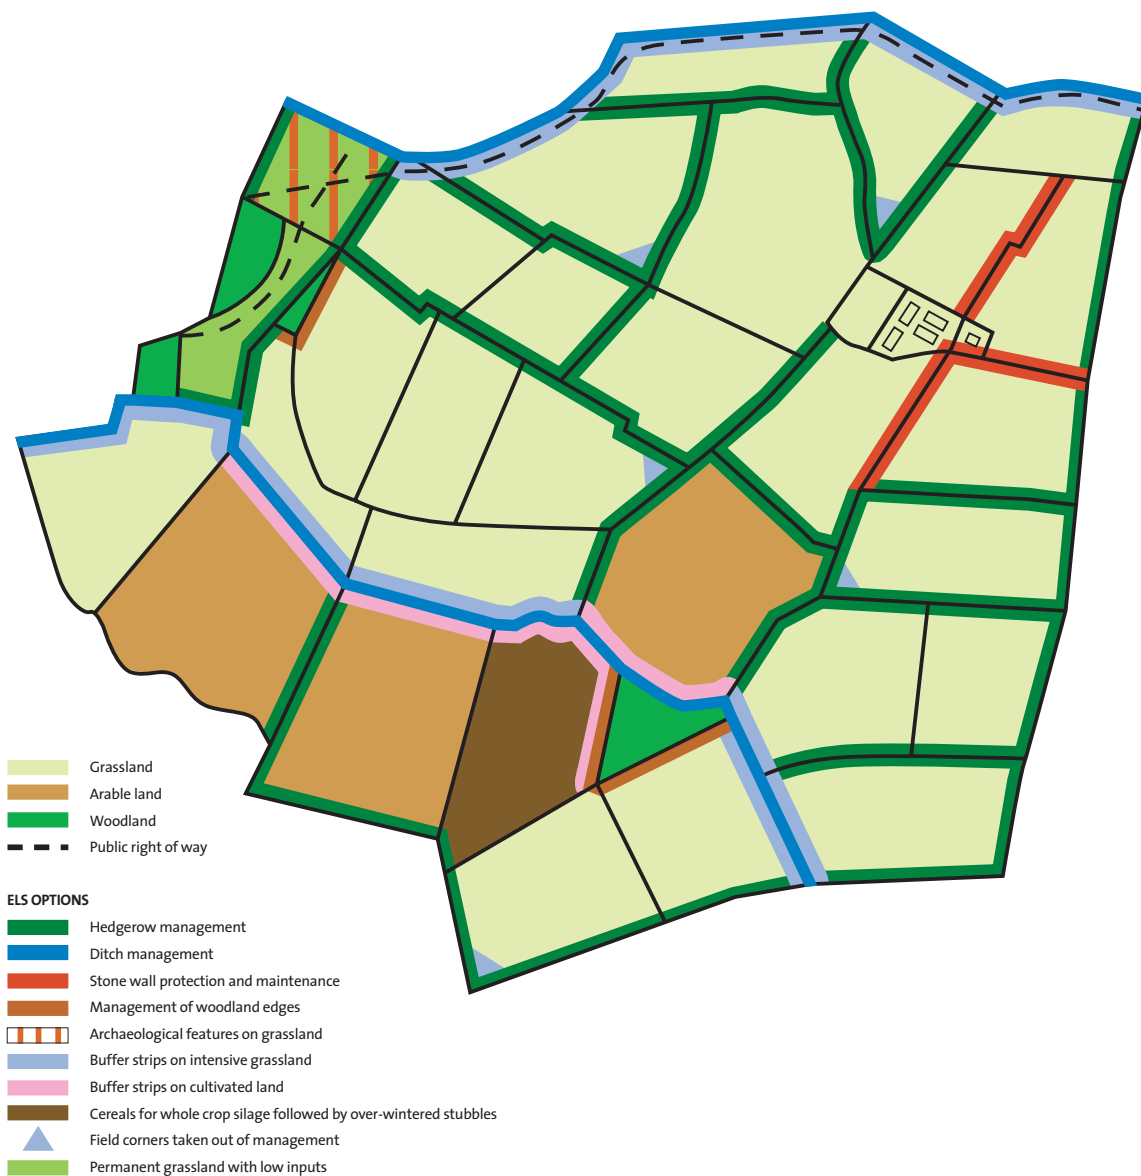 Grassland
Arable land
Woodland
Public right of way
ELS OPTIONS
Hedgerow management
Ditch management
Stone wall protection and maintenance
Management of woodland edges
Archaeological features on grassland
Buffer strips on intensive grassland
Buffer strips on cultivated land
Cereals for whole crop silage followed by over-wintered stubbles
Field corners taken out of management
Permanent grassland with low inputs